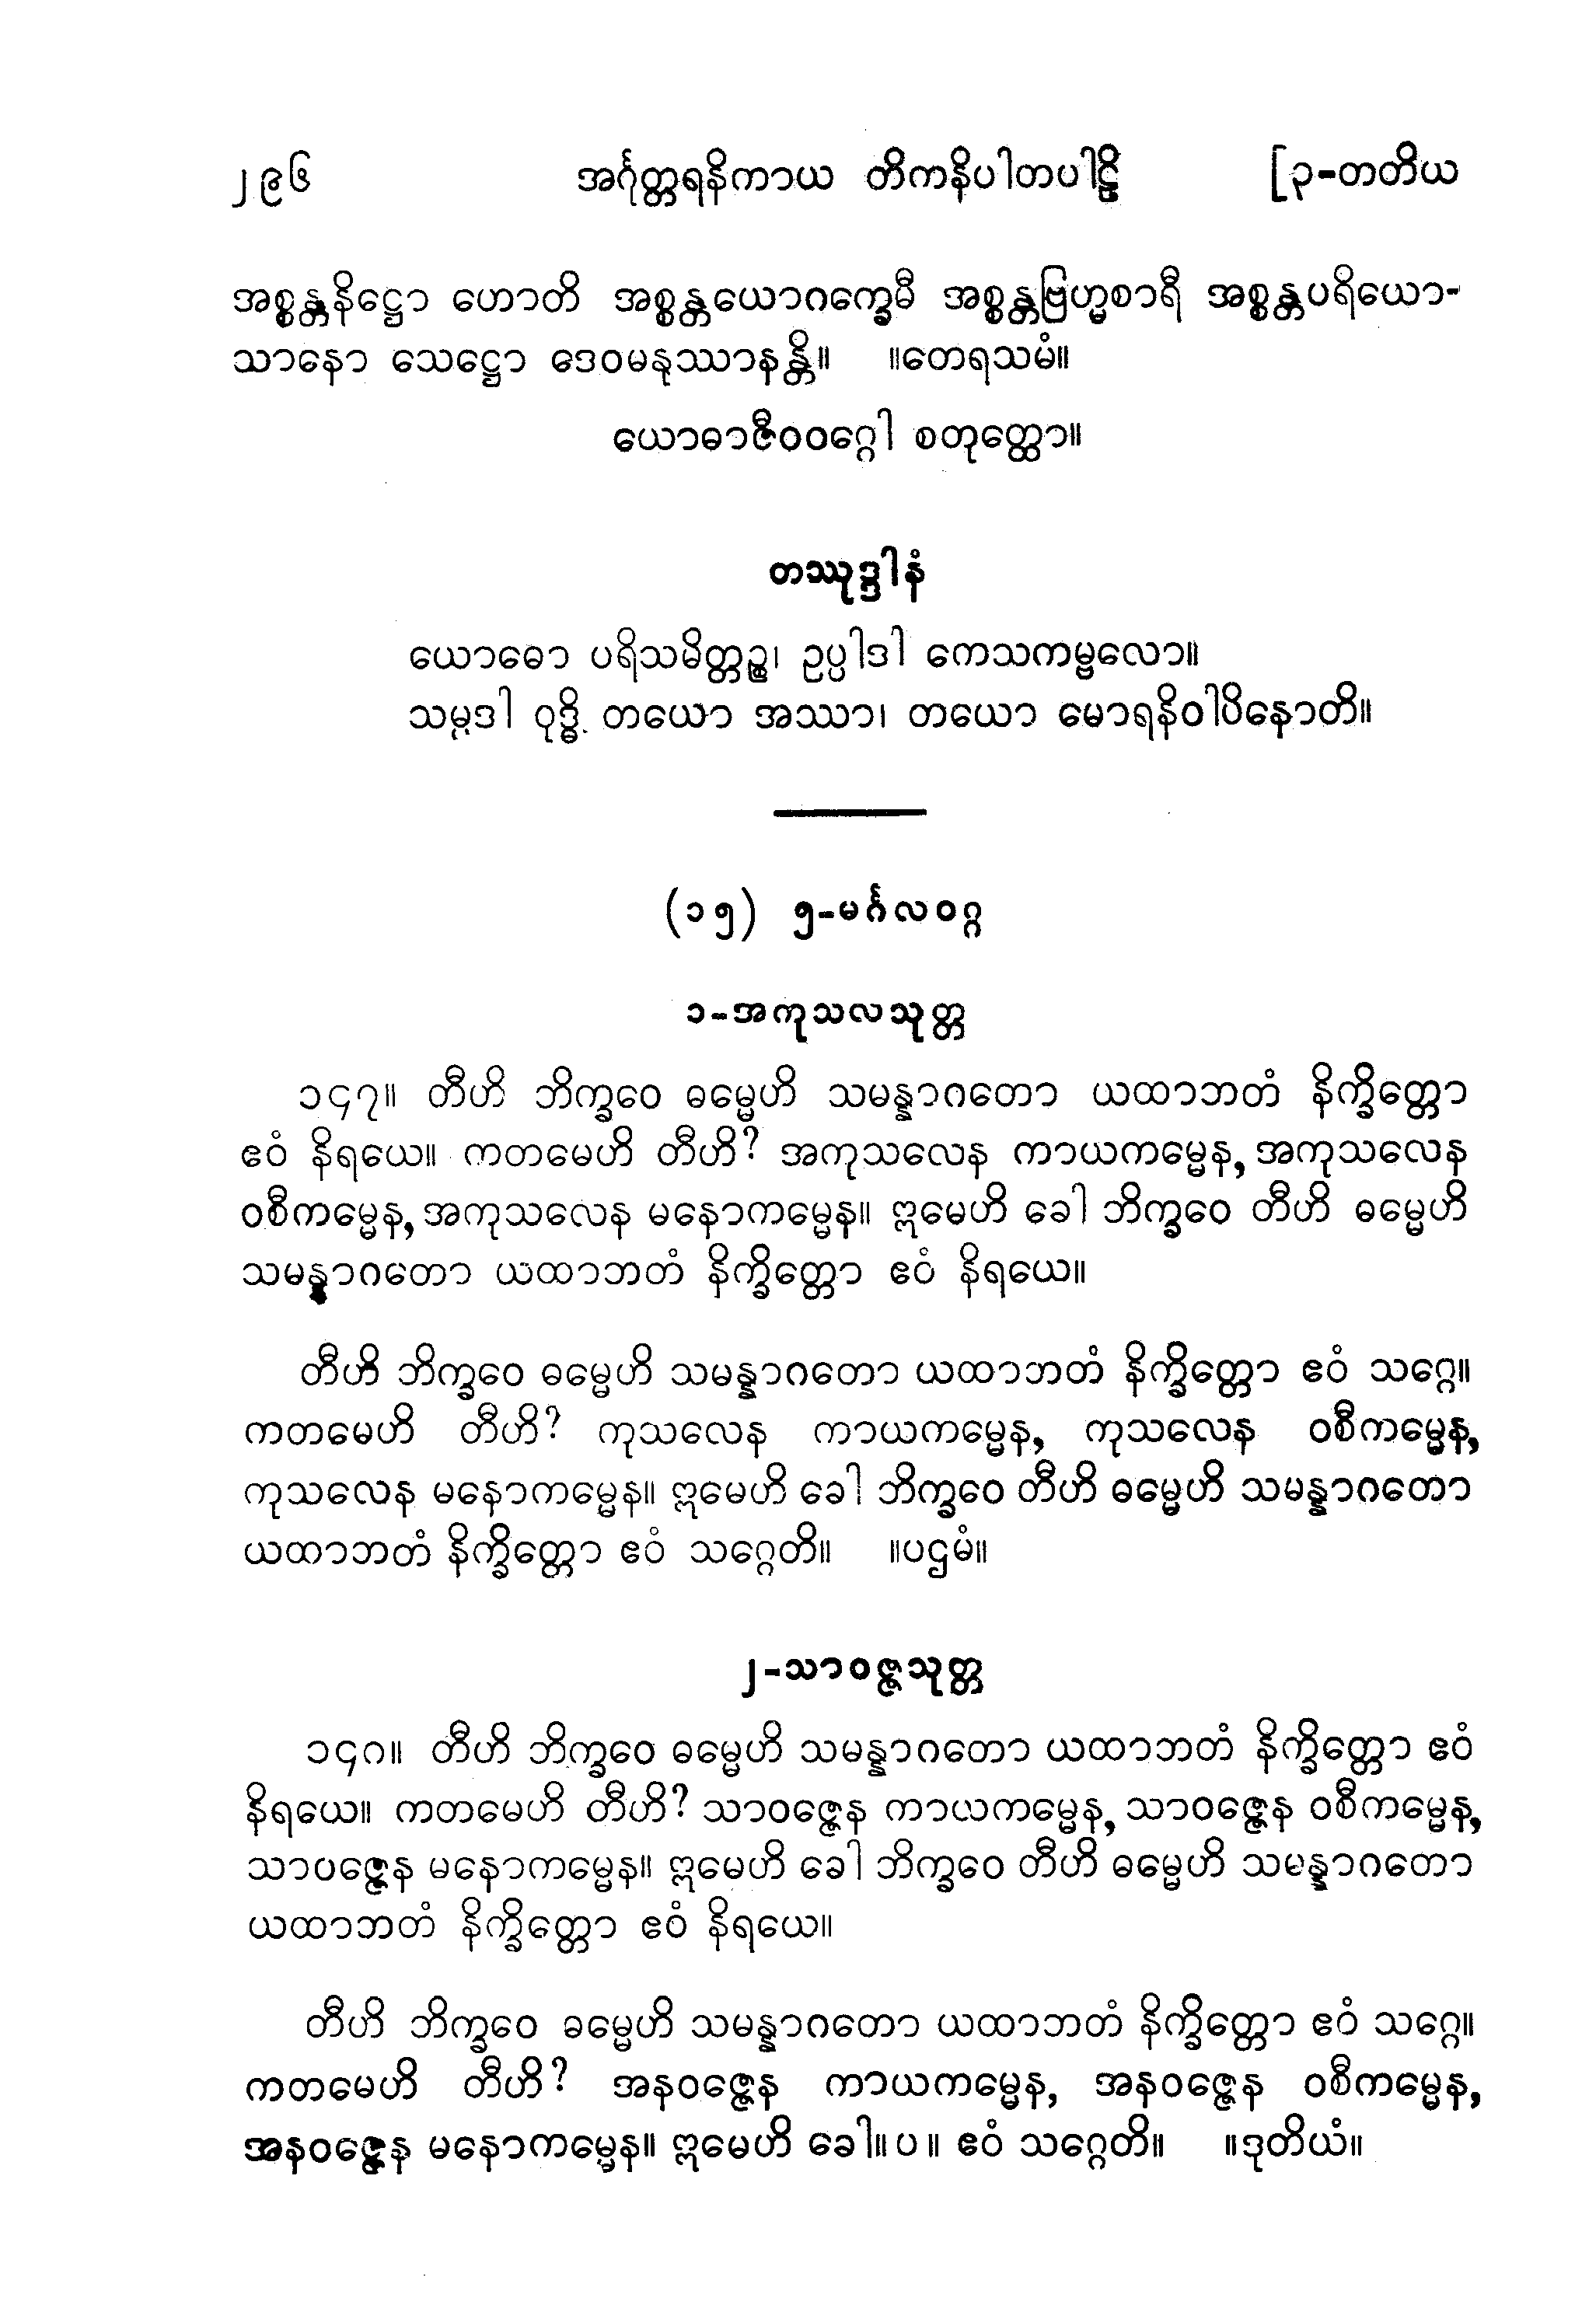 ၂၉၆ အင်္ဂုတ္တရနိကာယ တိကနိပါတပါဠိ [၃-တတိယ
အစ္စန္တနိဋ္ဌော ဟောတိ အစ္စန္တယောဂက္ခေမီ အစ္စန္တဗြဟ္မစာရီ အစ္စန္တပရိယော-
သာနော သေဋ္ဌော ဒေဝမနုဿာနန္တိ။ ။တေရသမံ။
ယောဓာဇီဝဝဂ္ဂေါ စတုတ္ထော။
တဿုဒ္ဒါနံ
ယောဓော ပရိသမိတ္တဉ္စ၊ ဥပ္ပါဒါ ကေသကမ္ဗလော။
သမ္ပဒါ ဝုဒ္ဓိ တယော အဿာ၊ တယော မောရနိဝါပိနောတိ။
(၁၅) ၅-မင်္ဂလဝဂ္ဂ
၁-အကုသလသုတ္တ
၁၄၇။ တီဟိ ဘိက္ခဝေ ဓမ္မေဟိ သမန္နာဂတော ယထာဘတံ နိက္ခိတ္တော
ဧဝံ နိရယေ။ ကတမေဟိ တီဟိ? အကုသလေန ကာယကမ္မေန, အကုသလေန
ဝစီကမ္မေန, အကုသလေန မနောကမ္မေန။ ဣမေဟိ ခေါ ဘိက္ခဝေ တီဟိ ဓမ္မေဟိ
သမန္နာဂတော ယထာဘတံ နိက္ခိတ္တော ဧဝံ နိရယေ။
တီဟိ ဘိက္ခဝေ ဓမ္မေဟိ သမန္နာဂတော ယထာဘတံ နိက္ခိတ္တော ဧဝံ သဂ္ဂေ။
ကတမေဟိ တီဟိ? ကုသလေန ကာယကမ္မေန, ကုသလေန ဝစီကမ္မေန,
ကုသလေန မနောကမ္မေန။ ဣမေဟိ ခေါ ဘိက္ခဝေ တီဟိ ဓမ္မေဟိ သမန္နာဂတော
ယထာဘတံ နိက္ခိတ္တော ဧဝံ သဂ္ဂေတိ။ ။ပဌမံ။
၂-သာဝဇ္ဇသုတ္တ
၁၄၈။ တီဟိ ဘိက္ခဝေ ဓမ္မေဟိ သမန္နာဂတော ယထာဘတံ နိက္ခိတ္တော ဧဝံ
နိရယေ။ ကတမေဟိ တီဟိ? သာဝဇ္ဇေန ကာယကမ္မေန, သာဝဇ္ဇေန ဝစီကမ္မေန,
သာဝဇ္ဇေန မနောကမ္မေန။ ဣမေဟိ ခေါ ဘိက္ခဝေ တီဟိ ဓမ္မေဟိ သမန္နာဂတော
ယထာဘတံ နိက္ခိတ္တော ဧဝံ နိရယေ။
တီဟိ ဘိက္ခဝေ ဓမ္မေဟိ သမန္နာဂတော ယထာဘတံ နိက္ခိတ္တော ဧဝံ သဂ္ဂေ။
ကတမေဟိ တီဟိ? အနဝဇ္ဇေန ကာယကမ္မေန, အနဝဇ္ဇေန ဝစီကမ္မေန,
အနဝဇ္ဇေန မနောကမ္မေန။ ဣမေဟိ ခေါ။ပ။ ဧဝံ သဂ္ဂေတိ။ ။ဒုတိယံ။